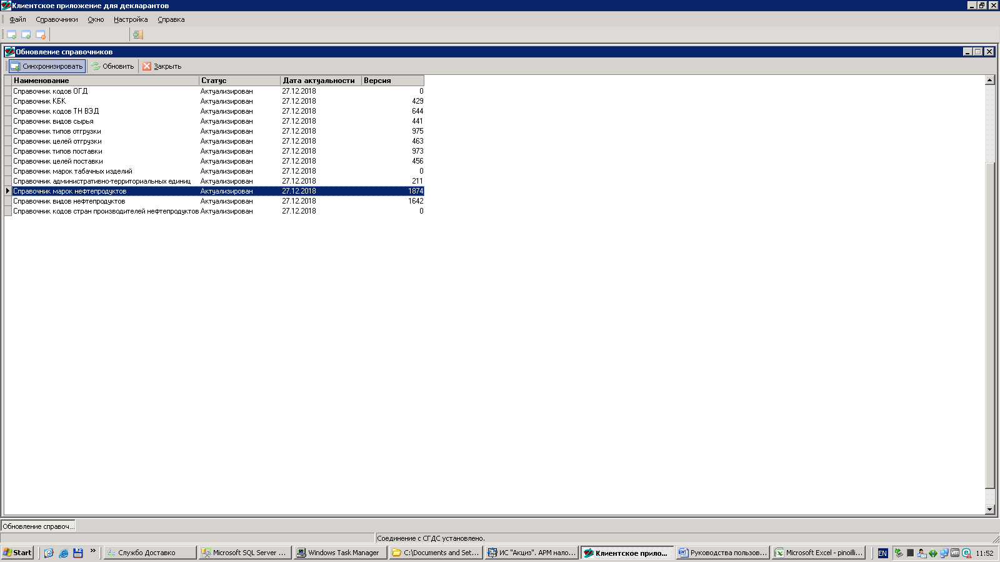 Клиентское приложение для декларантов
Файл Справочники Окно Настройка Справка
Обновление справочников
Синхронизировать Обновить Закрыть
Наименование Статус Дата актуальности Версия
Справочник кодов ОГД Актуализирован 27.12.2018 0
Справочник КБК Актуализирован 27.12.2018 429
Справочник кодов ТН ВЭД Актуализирован 27.12.2018 644
Справочник видов сырья Актуализирован 27.12.2018 441
Справочник типов отгрузки Актуализирован 27.12.2018 975
Справочник целей отгрузки Актуализирован 27.12.2018 463
Справочник типов поставки Актуализирован 27.12.2018 973
Справочник целей поставки Актуализирован 27.12.2018 456
Справочник марок табачных изделий Актуализирован 27.12.2018 0
Справочник административно-территориальных единиц Актуализирован 27.12.2018 211
Справочник марок нефтепродуктов Актуализирован 27.12.2018 1874
Справочник видов нефтепродуктов Актуализирован 27.12.2018 1642
Справочник кодов стран производителей нефтепродуктов Актуализирован 27.12.2018 0
Обновление справоч...
Соединение с СГДС установлено.
Start » Службо Доставко Microsoft SQL Server ... Windows Task Manager C:\Documents and Set... ИС "Акциз". АРМ нало... Клиентское прило... Руководства пользов... Microsoft Excel - pinoilli... EN 11:52